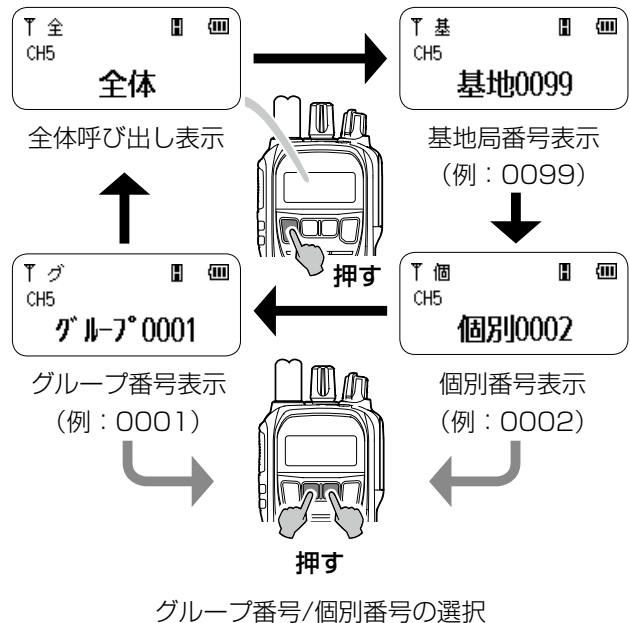 全
CH5
全体
全体呼び出し表示
基
CH5
基地0099
基地局番号表示
（例：0099）
押す
グ
CH5
グループ0001
グループ番号表示
（例：0001）
個
CH5
個別0002
個別番号表示
（例：0002）
押す
グループ番号/個別番号の選択